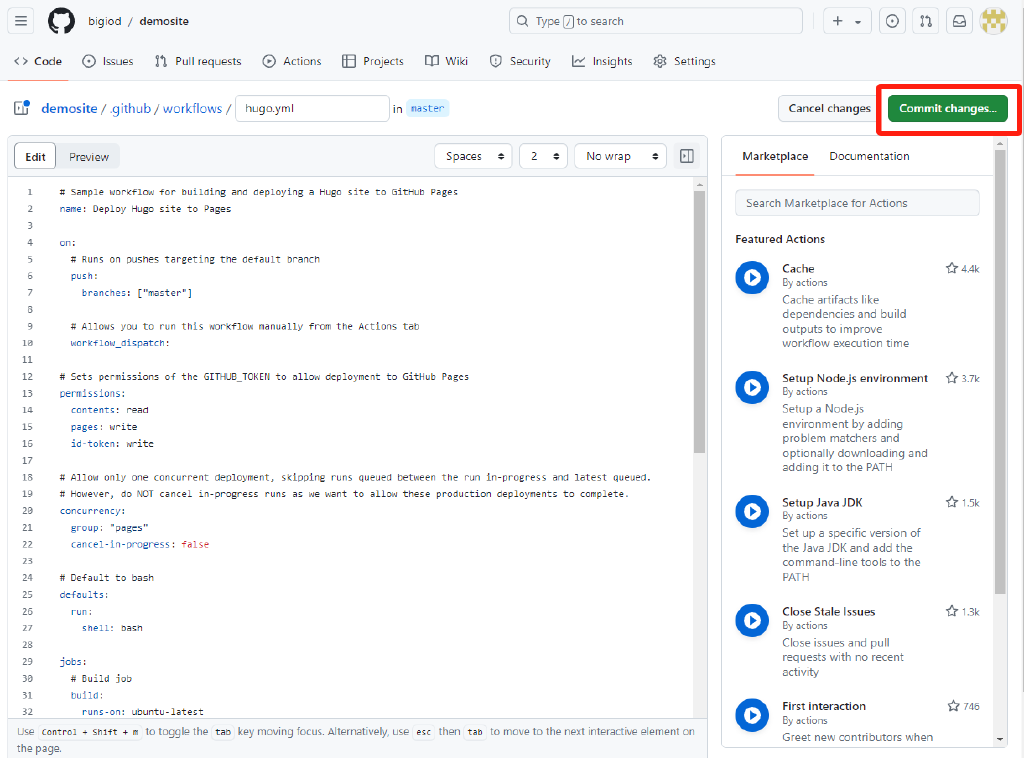 bigiod / demosite
Type / to search
Code
Issues
Pull requests
Actions
Projects
Wiki
Security
Insights
Settings
demosite / .github / workflows / hugo.yml in master
Cancel changes
Commit changes...
Edit
Preview
Spaces
2
No wrap
1 # Sample workflow for building and deploying a Hugo site to GitHub Pages
2 name: Deploy Hugo site to Pages
3
4 on:
5 # Runs on pushes targeting the default branch
6 push:
7 branches: ["master"]
8
9 # Allows you to run this workflow manually from the Actions tab
10 workflow_dispatch:
11
12 # Sets permissions of the GITHUB_TOKEN to allow deployment to GitHub Pages
13 permissions:
14 contents: read
15 pages: write
16 id-token: write
17
18 # Allow only one concurrent deployment, skipping runs queued between the run in-progress and latest queued.
19 # However, do NOT cancel in-progress runs as we want to allow these production deployments to complete.
20 concurrency:
21 group: "pages"
22 cancel-in-progress: false
23
24 # Default to bash
25 defaults:
26 run:
27 shell: bash
28
29 jobs:
30 # Build job
31 build:
32 runs-on: ubuntu-latest
Use Control + Shift + m to toggle the tab key moving focus. Alternatively, use esc then tab to move to the next interactive element on
the page.
Marketplace
Documentation
Search Marketplace for Actions
Featured Actions
Cache 4.4k
By actions
Cache artifacts like
dependencies and build
outputs to improve
workflow execution time
Setup Node.js environment 3.7k
By actions
Setup a Node.js
environment by adding
problem matchers and
optionally downloading and
adding it to the PATH
Setup Java JDK 1.5k
By actions
Set up a specific version of
the Java JDK and add the
command-line tools to the
PATH
Close Stale Issues 1.3k
By actions
Close issues and pull
requests with no recent
activity
First interaction 746
By actions
Greet new contributors when